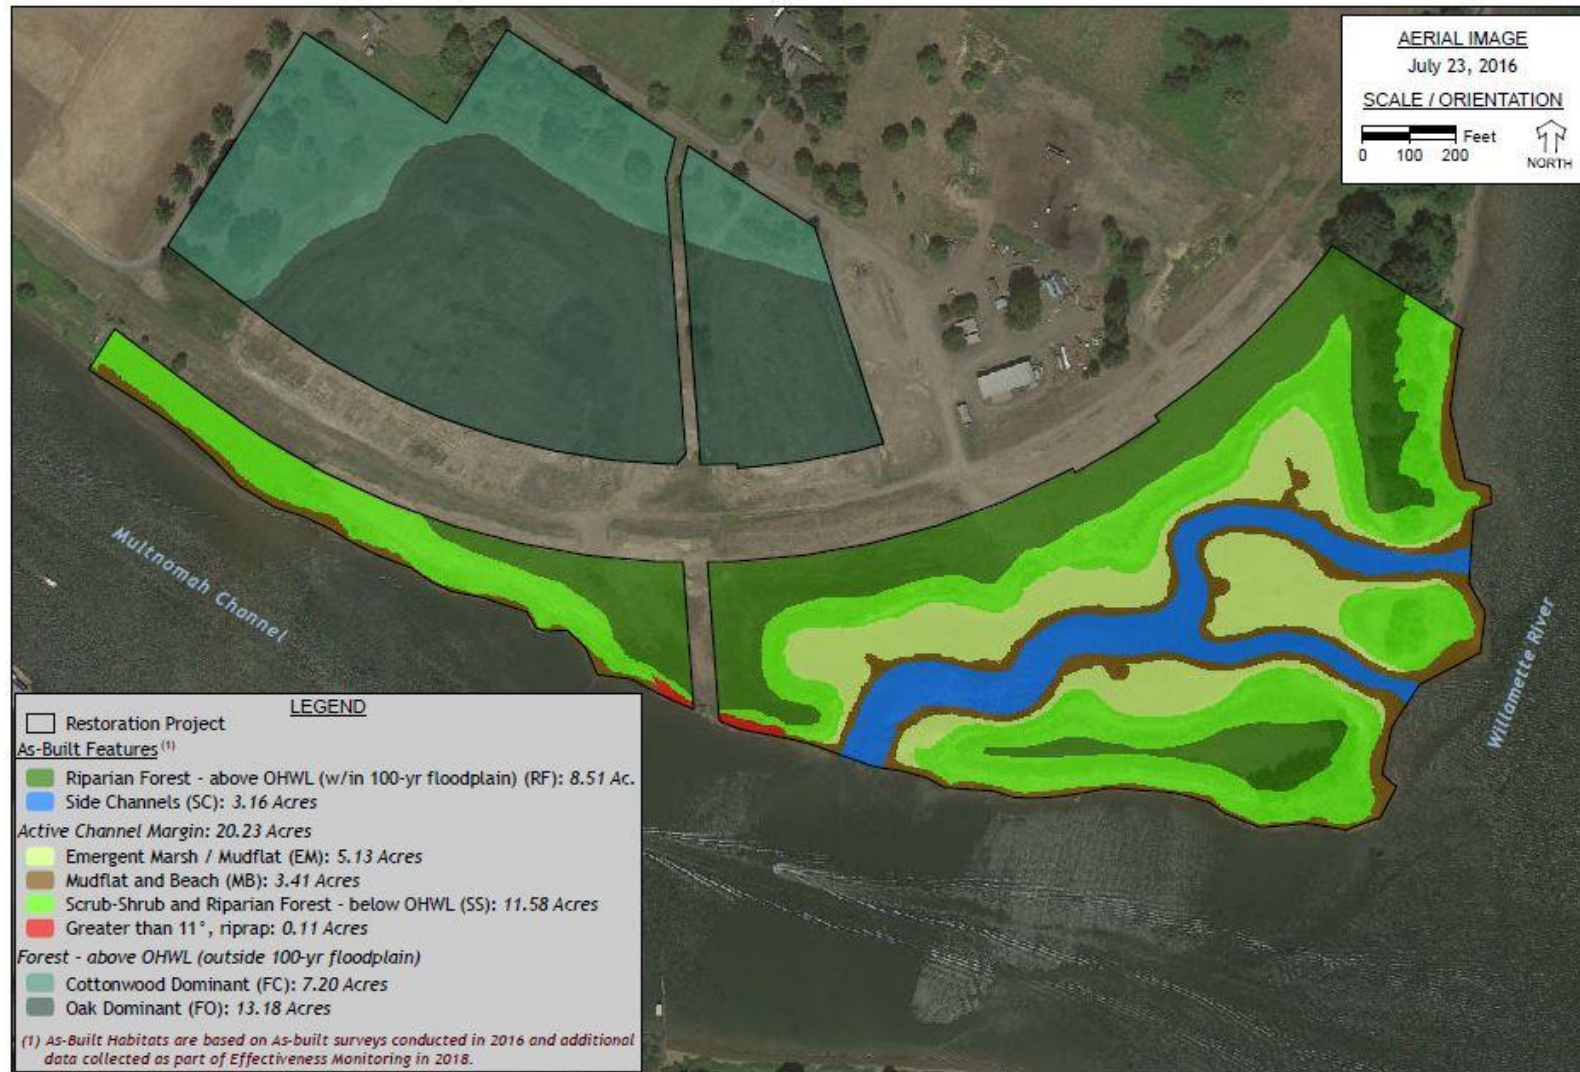 AERIAL IMAGE
July 23, 2016
SCALE / ORIENTATION
Feet
0 100 200
NORTH
Multnomah Channel
Willamette River
LEGEND
Restoration Project
As-Built Features (1)
Riparian Forest - above OHWL (w/in 100-yr floodplain) (RF): 8.51 Ac.
Side Channels (SC): 3.16 Acres
Active Channel Margin: 20.23 Acres
Emergent Marsh / Mudflat (EM): 5.13 Acres
Mudflat and Beach (MB): 3.41 Acres
Scrub-Shrub and Riparian Forest - below OHWL (SS): 11.58 Acres
Greater than 11°, riprap: 0.11 Acres
Forest - above OHWL (outside 100-yr floodplain)
Cottonwood Dominant (FC): 7.20 Acres
Oak Dominant (FO): 13.18 Acres
(1) As-Built Habitats are based on As-built surveys conducted in 2016 and additional
data collected as part of Effectiveness Monitoring in 2018.